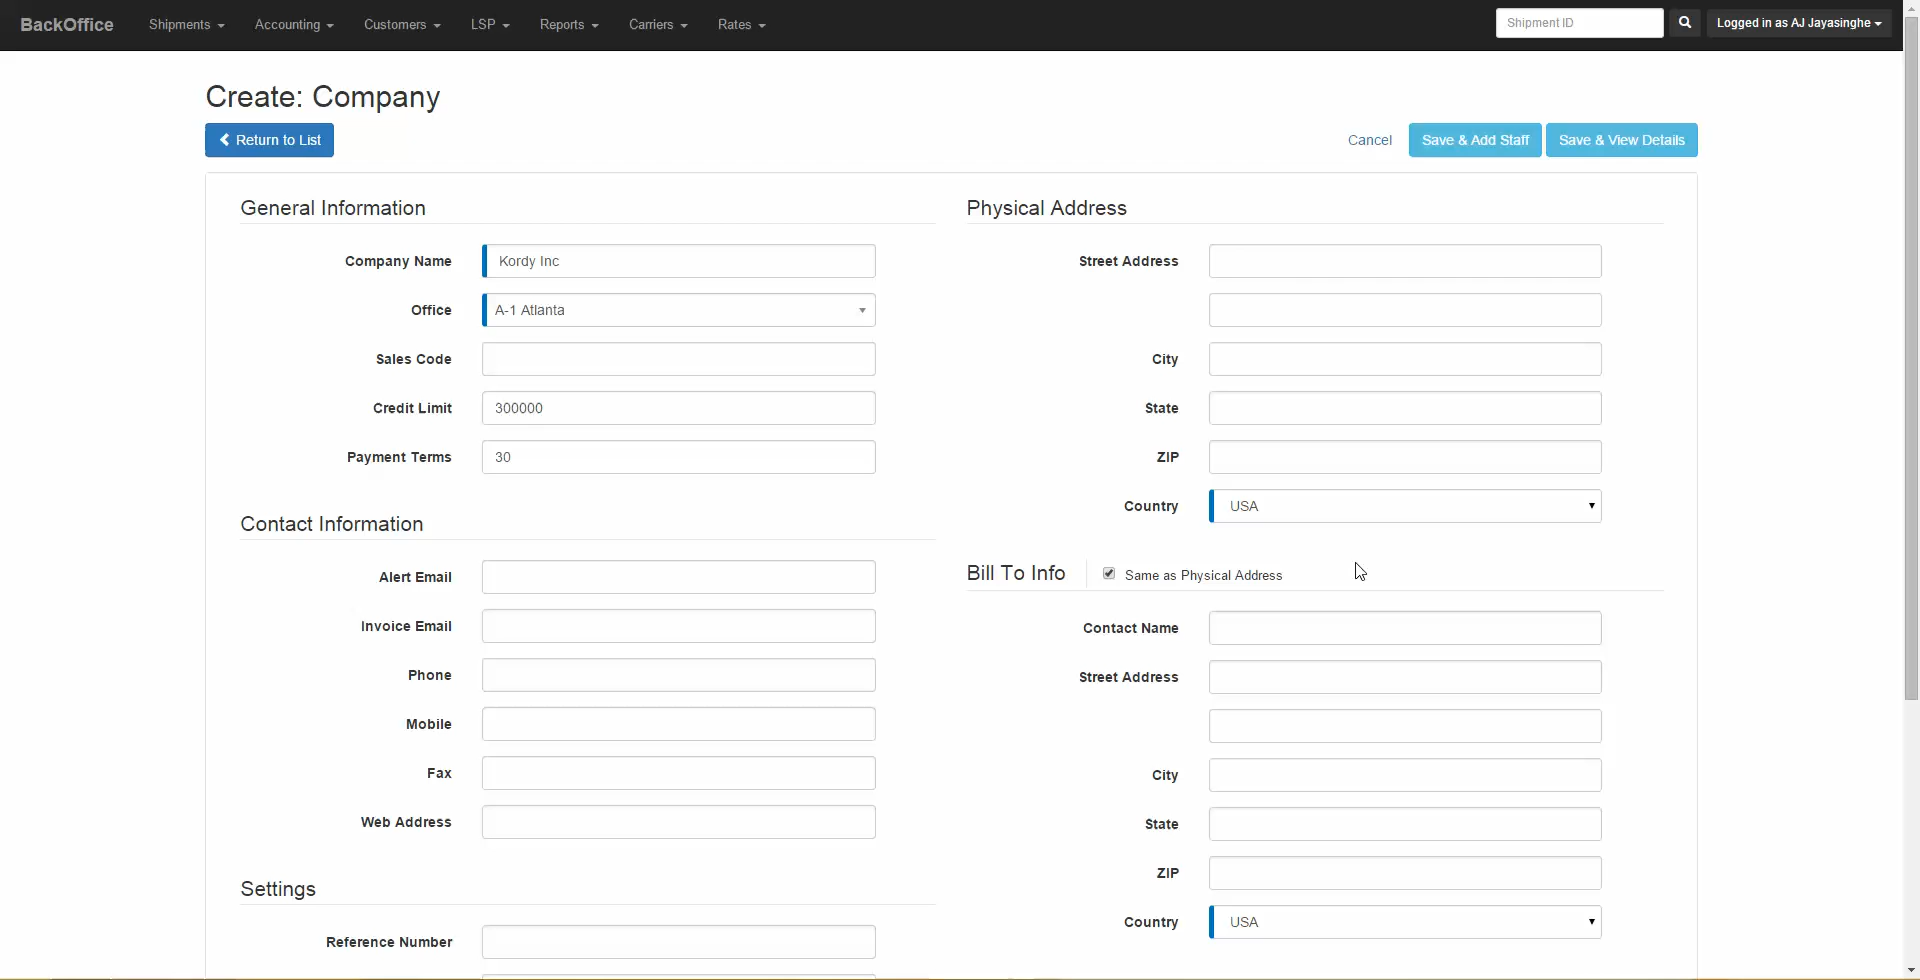 BackOffice Shipments Accounting Customers LSP Reports Carriers Rates Shipment ID Logged in as AJ Jayasinghe
Create: Company
Return to List Cancel Save & Add Staff Save & View Details
General Information
Company Name Kordy Inc
Office A-1 Atlanta
Sales Code
Credit Limit 300000
Payment Terms 30
Contact Information
Alert Email
Invoice Email
Phone
Mobile
Fax
Web Address
Settings
Reference Number
Physical Address
Street Address
City
State
ZIP
Country USA
Bill To Info Same as Physical Address
Contact Name
Street Address
City
State
ZIP
Country USA